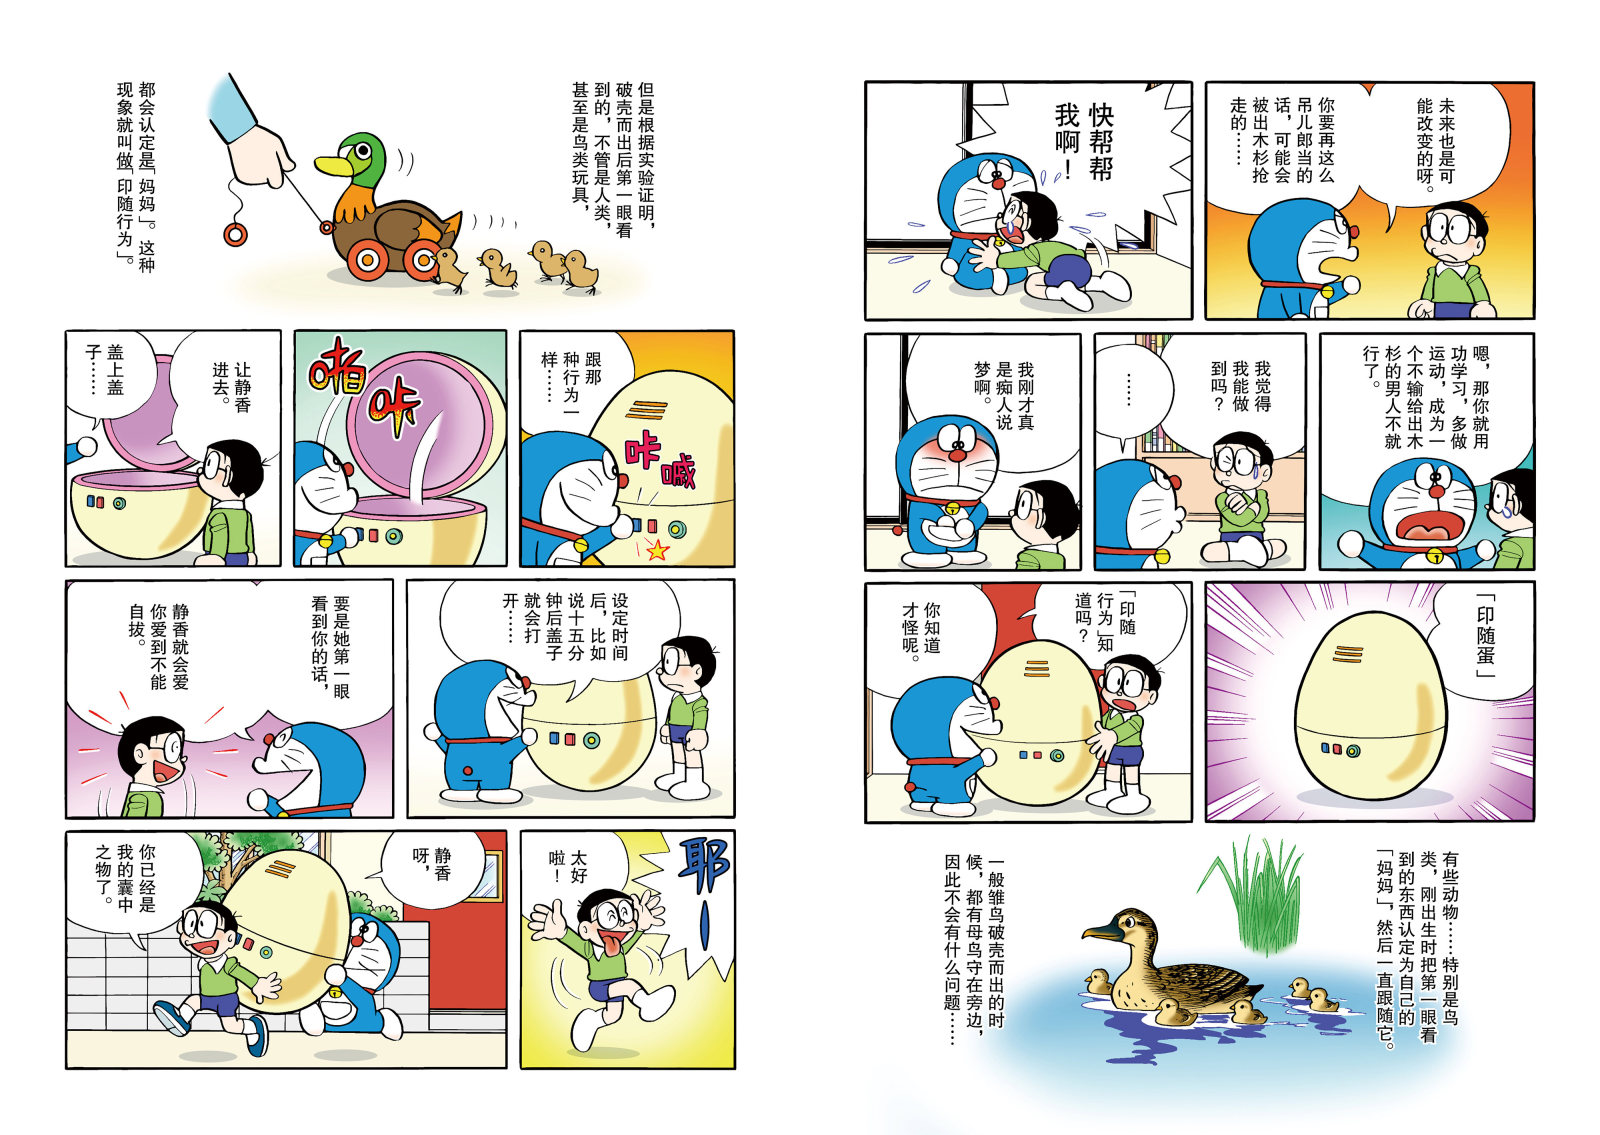 未来也是可
能改变的呀。
你要再这么
吊儿郎当的
话，可能会
被出木杉抢
走的……
快帮帮
我啊！
嗯，那你就用
功学习，多做
运动，成为一
个不输给出木
杉的男人不就
行了。
我觉得
我能做
到吗？
……
我刚才真
是痴人说
梦啊。
「印随蛋」
「印随
行为」知
道吗？
你知道
才怪呢。
有些动物……特别是鸟
类，刚出生时把第一眼看
到的东西认定为自己的
「妈妈」，然后一直跟随它。
一般雏鸟破壳而出的时
候，都有母鸟守在旁边，
因此不会有什么问题……
但是根据实验证明，
破壳而出后第一眼看
到的，不管是人类，
甚至是鸟类玩具，
都会认定是「妈妈」。这种
现象就叫做「印随行为」。
跟那
种行为一
样……
咔嘁
啪咔
让静香
进去。
盖上盖
子……
设定时间
后，比如
说十五分
钟后盖子
就会打
开……
要是她第一眼
看到你的话，
静香就会爱
你爱到不能
自拔。
耶—
太好
啦！
静香
呀，
你已经是
我的囊中
之物了。